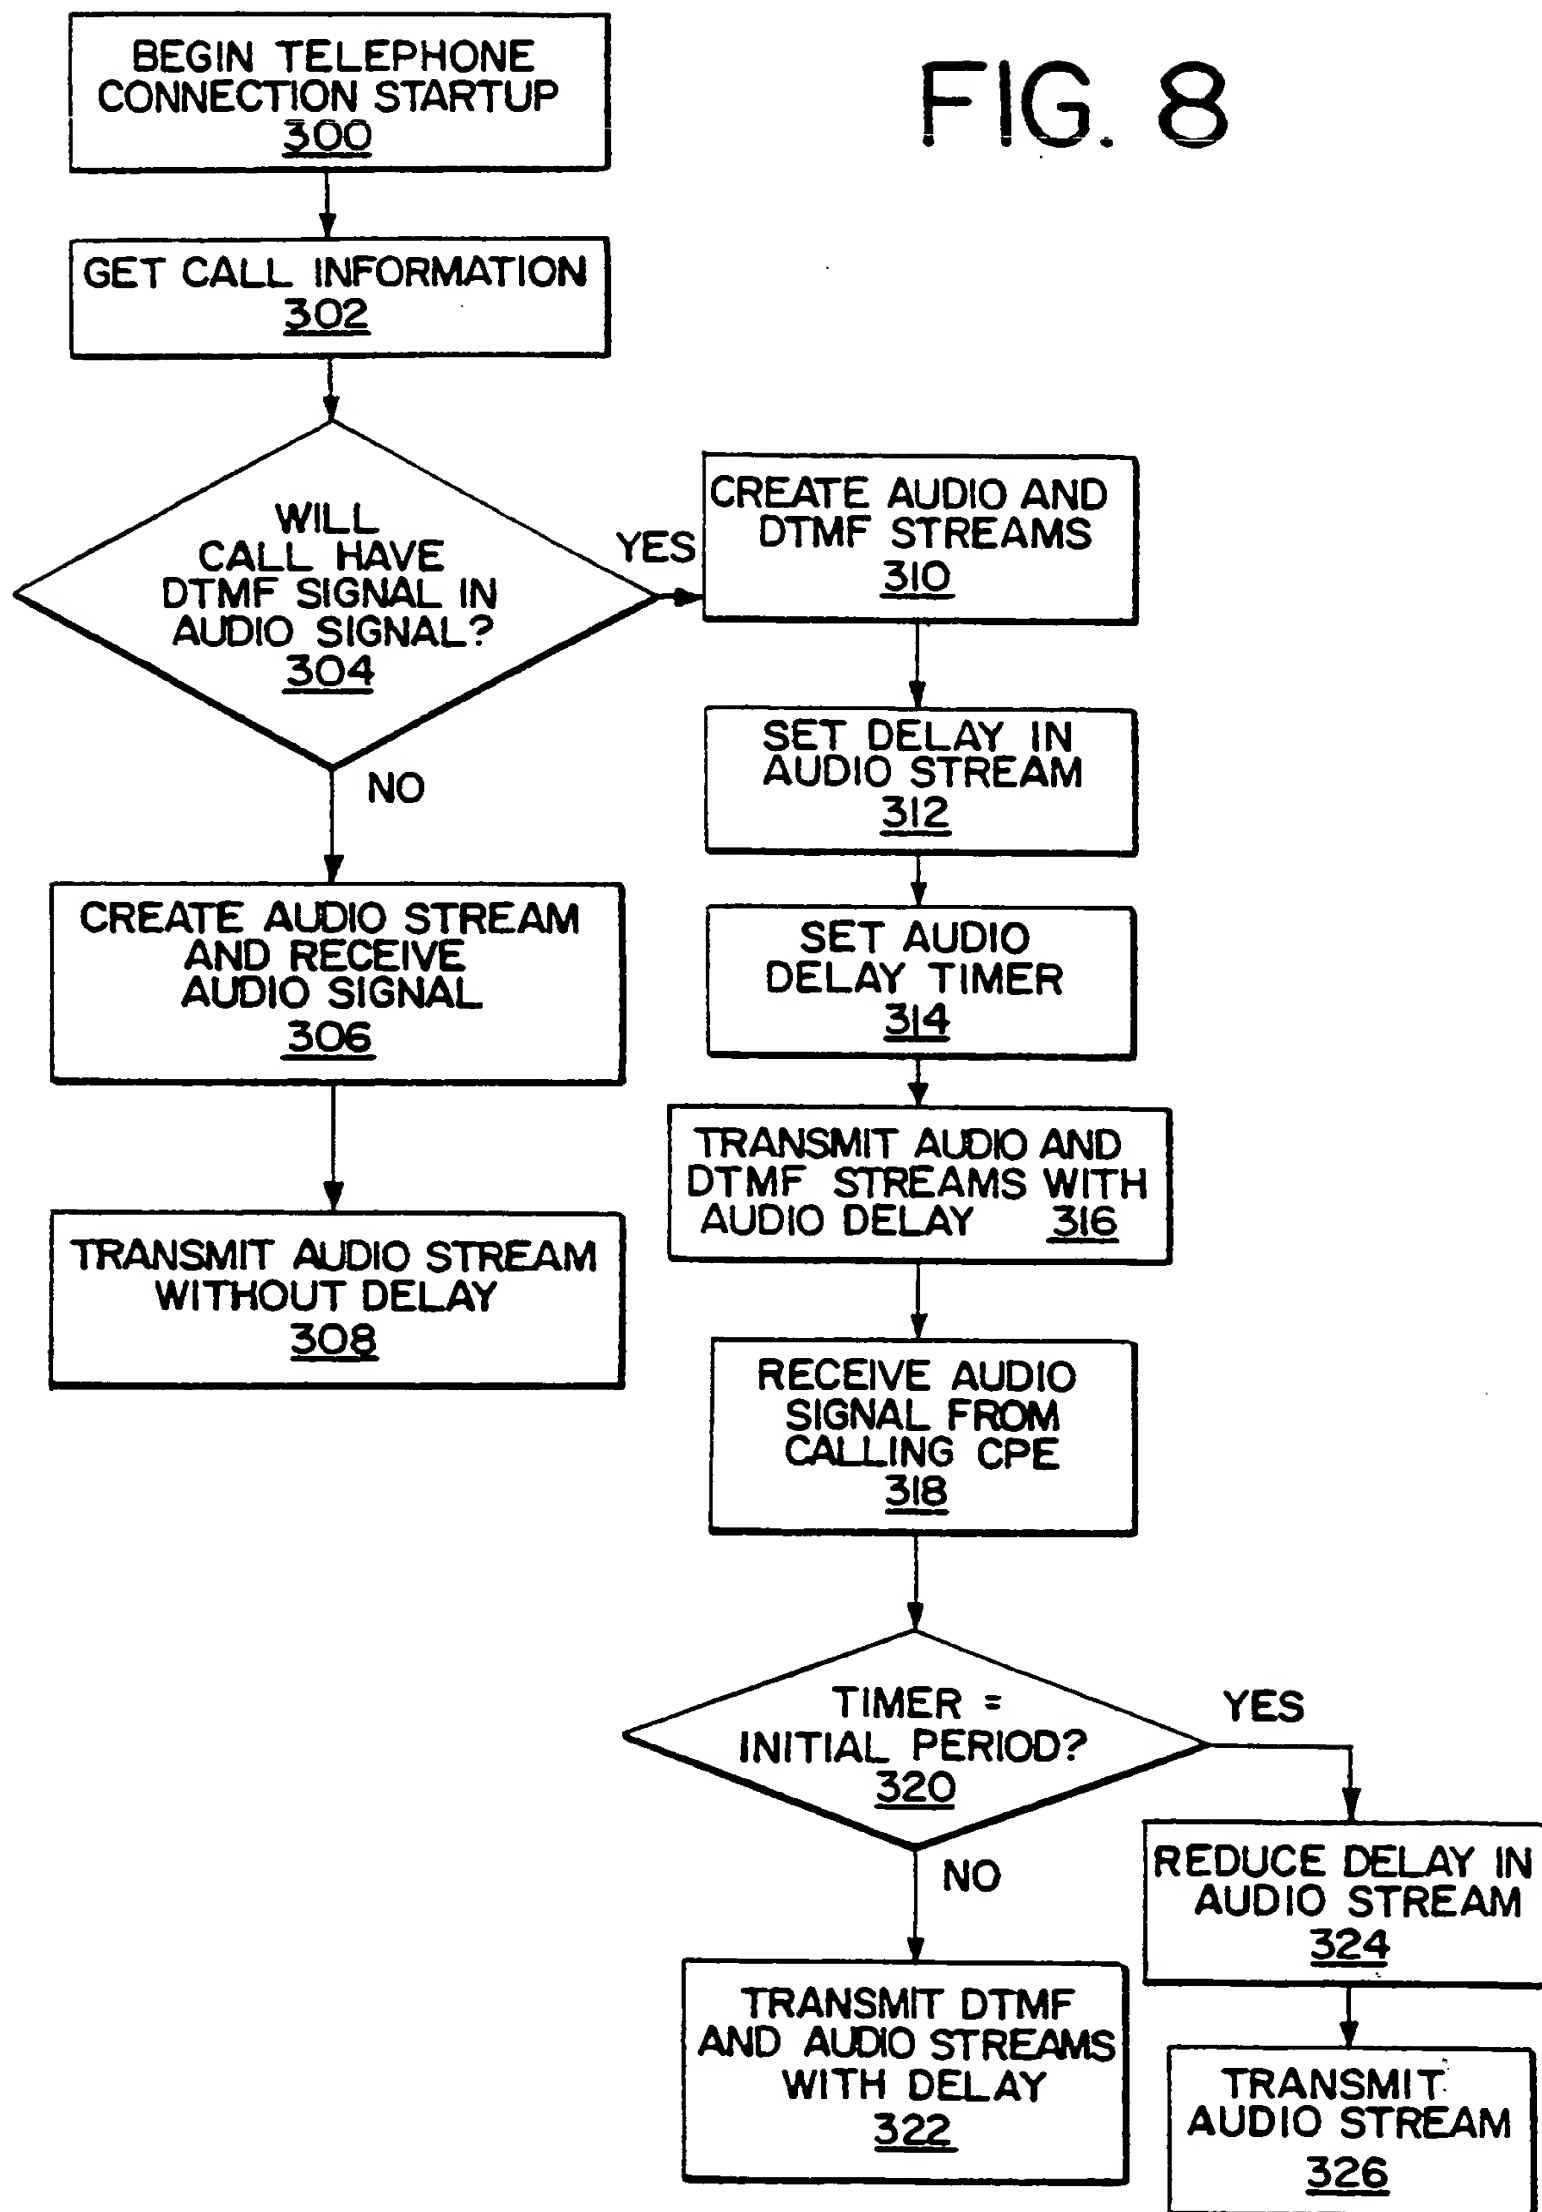 FIG. 8
BEGIN TELEPHONE
CONNECTION STARTUP
300
GET CALL INFORMATION
302
WILL
CALL HAVE
DTMF SIGNAL IN
AUDIO SIGNAL?
304
YES
NO
CREATE AUDIO STREAM
AND RECEIVE
AUDIO SIGNAL
306
TRANSMIT AUDIO STREAM
WITHOUT DELAY
308
CREATE AUDIO AND
DTMF STREAMS
310
SET DELAY IN
AUDIO STREAM
312
SET AUDIO
DELAY TIMER
314
TRANSMIT AUDIO AND
DTMF STREAMS WITH
AUDIO DELAY 316
RECEIVE AUDIO
SIGNAL FROM
CALLING CPE
318
TIMER =
INITIAL PERIOD?
320
YES
NO
TRANSMIT DTMF
AND AUDIO STREAMS
WITH DELAY
322
REDUCE DELAY IN
AUDIO STREAM
324
TRANSMIT
AUDIO STREAM
326